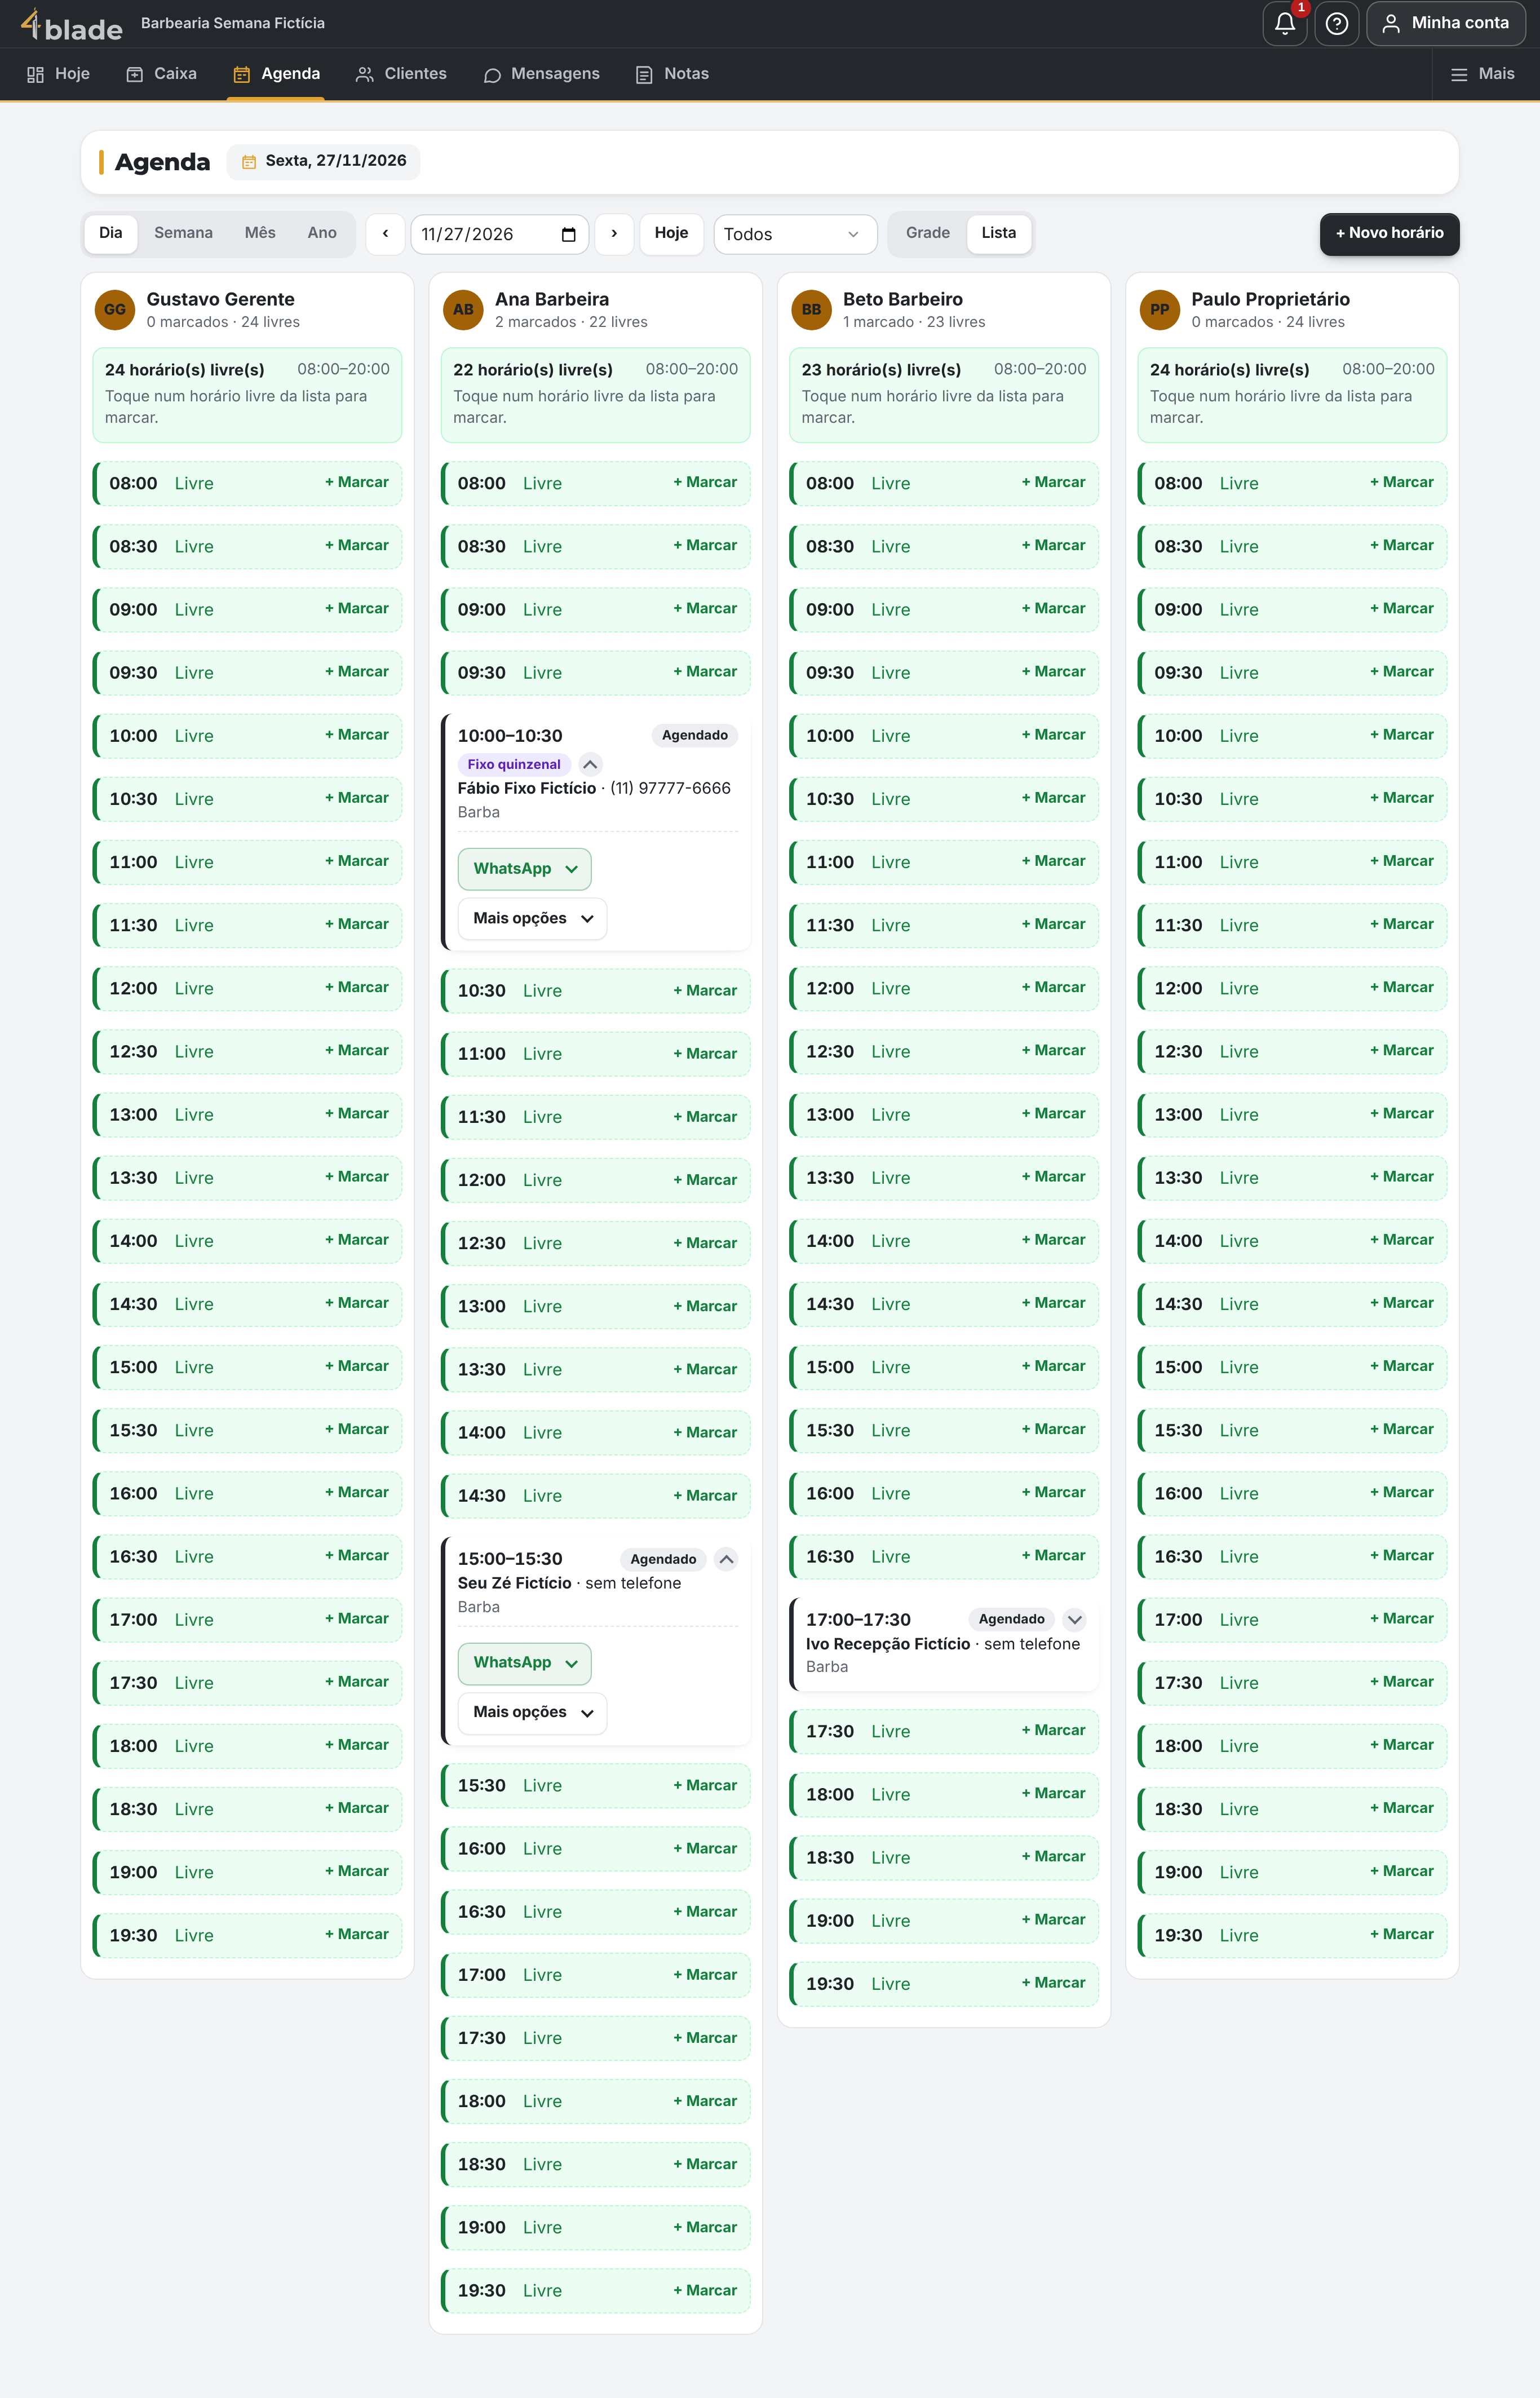 4blade
Barbearia Semana Fictícia
1
Minha conta
Hoje
Caixa
Agenda
Clientes
Mensagens
Notas
Mais
Agenda
Sexta, 27/11/2026
Dia
Semana
Mês
Ano
‹
11/27/2026
›
Hoje
Todos
Grade
Lista
+ Novo horário
GG
Gustavo Gerente
0 marcados · 24 livres
24 horário(s) livre(s) 08:00–20:00
Toque num horário livre da lista para
marcar.
08:00 Livre + Marcar
08:30 Livre + Marcar
09:00 Livre + Marcar
09:30 Livre + Marcar
10:00 Livre + Marcar
10:30 Livre + Marcar
11:00 Livre + Marcar
11:30 Livre + Marcar
12:00 Livre + Marcar
12:30 Livre + Marcar
13:00 Livre + Marcar
13:30 Livre + Marcar
14:00 Livre + Marcar
14:30 Livre + Marcar
15:00 Livre + Marcar
15:30 Livre + Marcar
16:00 Livre + Marcar
16:30 Livre + Marcar
17:00 Livre + Marcar
17:30 Livre + Marcar
18:00 Livre + Marcar
18:30 Livre + Marcar
19:00 Livre + Marcar
19:30 Livre + Marcar
AB
Ana Barbeira
2 marcados · 22 livres
22 horário(s) livre(s) 08:00–20:00
Toque num horário livre da lista para
marcar.
08:00 Livre + Marcar
08:30 Livre + Marcar
09:00 Livre + Marcar
09:30 Livre + Marcar
10:00–10:30 Agendado
Fixo quinzenal
Fábio Fixo Fictício · (11) 97777-6666
Barba
WhatsApp
Mais opções
10:30 Livre + Marcar
11:00 Livre + Marcar
11:30 Livre + Marcar
12:00 Livre + Marcar
12:30 Livre + Marcar
13:00 Livre + Marcar
13:30 Livre + Marcar
14:00 Livre + Marcar
14:30 Livre + Marcar
15:00–15:30 Agendado
Seu Zé Fictício · sem telefone
Barba
WhatsApp
Mais opções
15:30 Livre + Marcar
16:00 Livre + Marcar
16:30 Livre + Marcar
17:00 Livre + Marcar
17:30 Livre + Marcar
18:00 Livre + Marcar
18:30 Livre + Marcar
19:00 Livre + Marcar
19:30 Livre + Marcar
BB
Beto Barbeiro
1 marcado · 23 livres
23 horário(s) livre(s) 08:00–20:00
Toque num horário livre da lista para
marcar.
08:00 Livre + Marcar
08:30 Livre + Marcar
09:00 Livre + Marcar
09:30 Livre + Marcar
10:00 Livre + Marcar
10:30 Livre + Marcar
11:00 Livre + Marcar
11:30 Livre + Marcar
12:00 Livre + Marcar
12:30 Livre + Marcar
13:00 Livre + Marcar
13:30 Livre + Marcar
14:00 Livre + Marcar
14:30 Livre + Marcar
15:00 Livre + Marcar
15:30 Livre + Marcar
16:00 Livre + Marcar
16:30 Livre + Marcar
17:00–17:30 Agendado
Ivo Recepção Fictício · sem telefone
Barba
17:30 Livre + Marcar
18:00 Livre + Marcar
18:30 Livre + Marcar
19:00 Livre + Marcar
19:30 Livre + Marcar
PP
Paulo Proprietário
0 marcados · 24 livres
24 horário(s) livre(s) 08:00–20:00
Toque num horário livre da lista para
marcar.
08:00 Livre + Marcar
08:30 Livre + Marcar
09:00 Livre + Marcar
09:30 Livre + Marcar
10:00 Livre + Marcar
10:30 Livre + Marcar
11:00 Livre + Marcar
11:30 Livre + Marcar
12:00 Livre + Marcar
12:30 Livre + Marcar
13:00 Livre + Marcar
13:30 Livre + Marcar
14:00 Livre + Marcar
14:30 Livre + Marcar
15:00 Livre + Marcar
15:30 Livre + Marcar
16:00 Livre + Marcar
16:30 Livre + Marcar
17:00 Livre + Marcar
17:30 Livre + Marcar
18:00 Livre + Marcar
18:30 Livre + Marcar
19:00 Livre + Marcar
19:30 Livre + Marcar